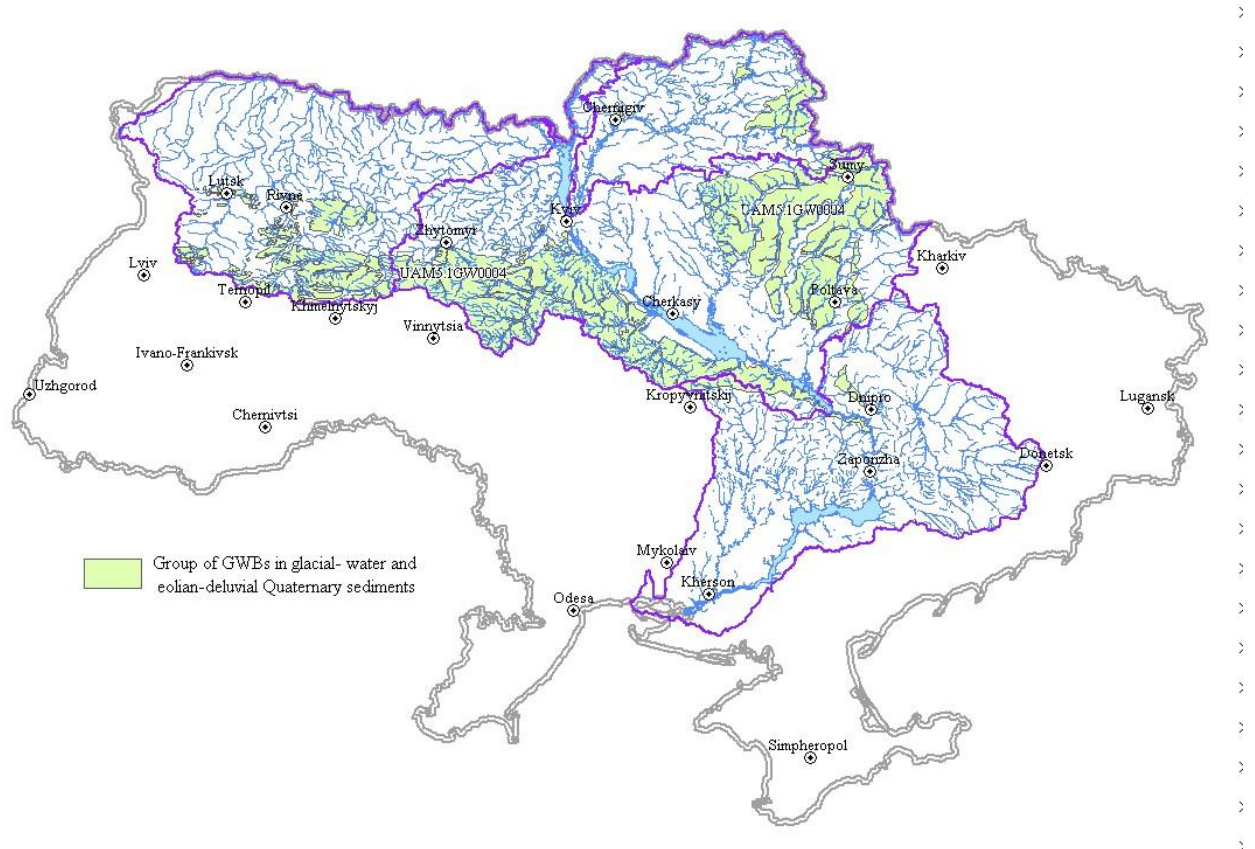 Chernigiv
Sumy
Lutsk
Rivne
UAM5.1GW0004
Kyiv
Zhytomyr
Kharkiv
Lviv
UAM5.1GW0004
Ternopil
Poltava
Khmelnytskyj
Cherkasy
Vinnytsia
Ivano-Frankivsk
Uzhgorod
Kropyvnitskij
Dnipro
Lugansk
Chernivtsi
Donetsk
Zaporizha
Mykolaiv
Group of GWBs in glacial- water and
eolian-deluvial Quaternary sediments
Kherson
Odesa
Simpheropol